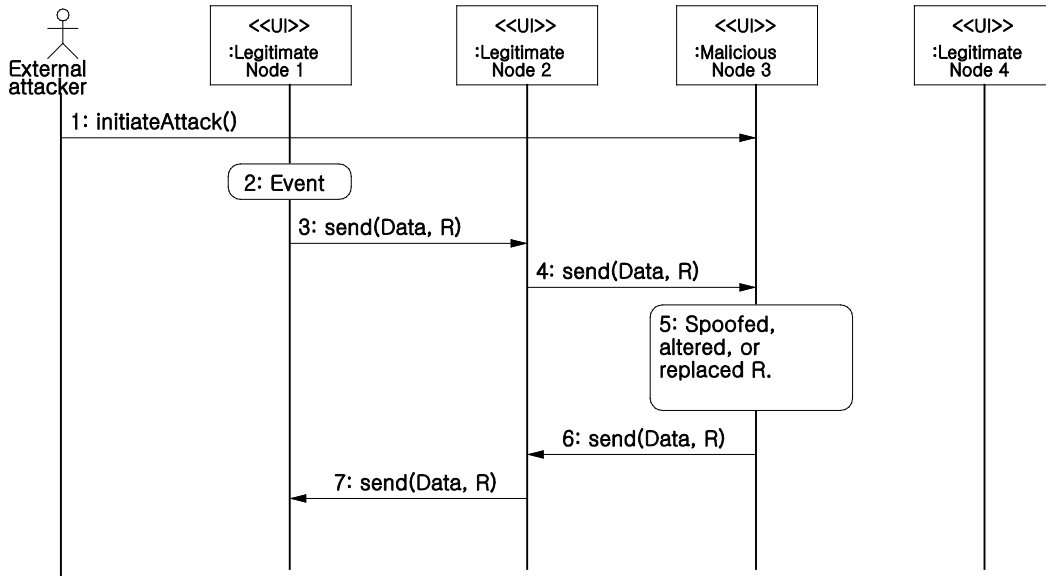 <<UI>>
:Legitimate
Node 1
<<UI>>
:Legitimate
Node 2
<<UI>>
:Malicious
Node 3
<<UI>>
:Legitimate
Node 4
External
attacker
1: initiateAttack()
2: Event
3: send(Data, R)
4: send(Data, R)
5: Spoofed,
altered, or
replaced R.
6: send(Data, R)
7: send(Data, R)